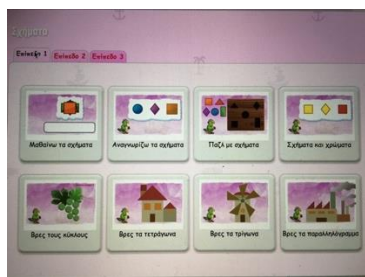 Σχήματα
Επίπεδο 1
Επίπεδο 2
Επίπεδο 3
Μαθαίνω τα σχήματα
Αναγνωρίζω τα σχήματα
Παζλ με σχήματα
Σχήματα και χρώματα
Βρες τους κύκλους
Βρες τα τετράγωνα
Βρες τα τρίγωνα
Βρες τα παραλληλόγραμμα